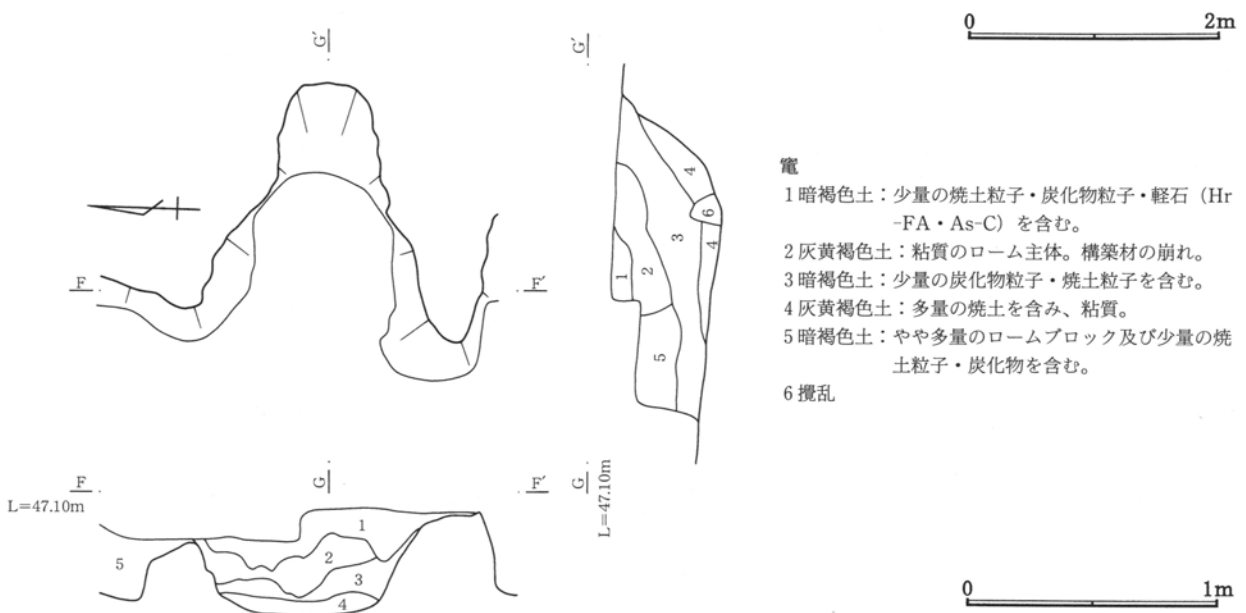 0 2m
G′ G′
竈
1 暗褐色土：少量の焼土粒子・炭化物粒子・軽石（Hr
-FA・As-C）を含む。
2 灰黄褐色土：粘質のローム主体。構築材の崩れ。
3 暗褐色土：少量の炭化物粒子・焼土粒子を含む。
4 灰黄褐色土：多量の焼土を含み、粘質。
5 暗褐色土：やや多量のロームブロック及び少量の焼
土粒子・炭化物を含む。
6 攪乱
4
6
3 4
1 2
5
F F′
G G
F F′
L=47.10m
L=47.10m
1
5 2
3
4
0 1m